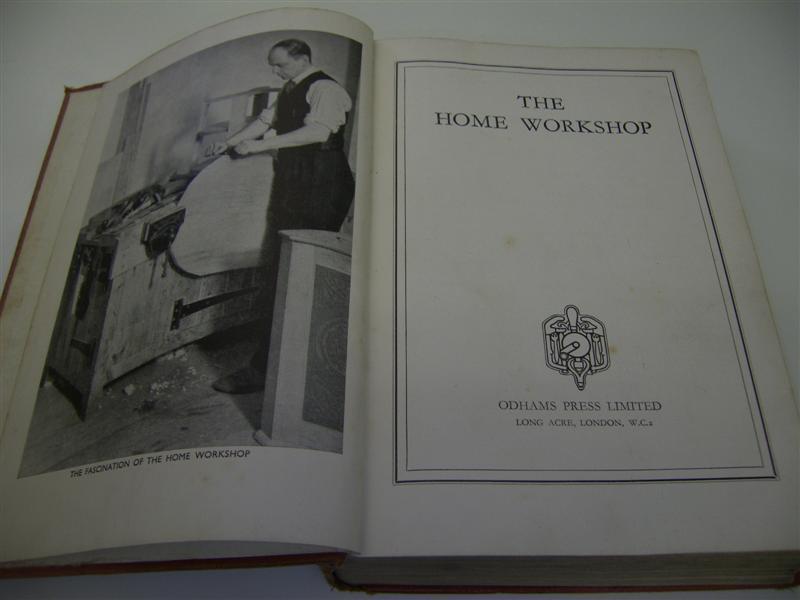 THE FASCINATION OF THE HOME WORKSHOP
THE
HOME WORKSHOP
ODHAMS PRESS LIMITED
LONG ACRE, LONDON, W.C.2